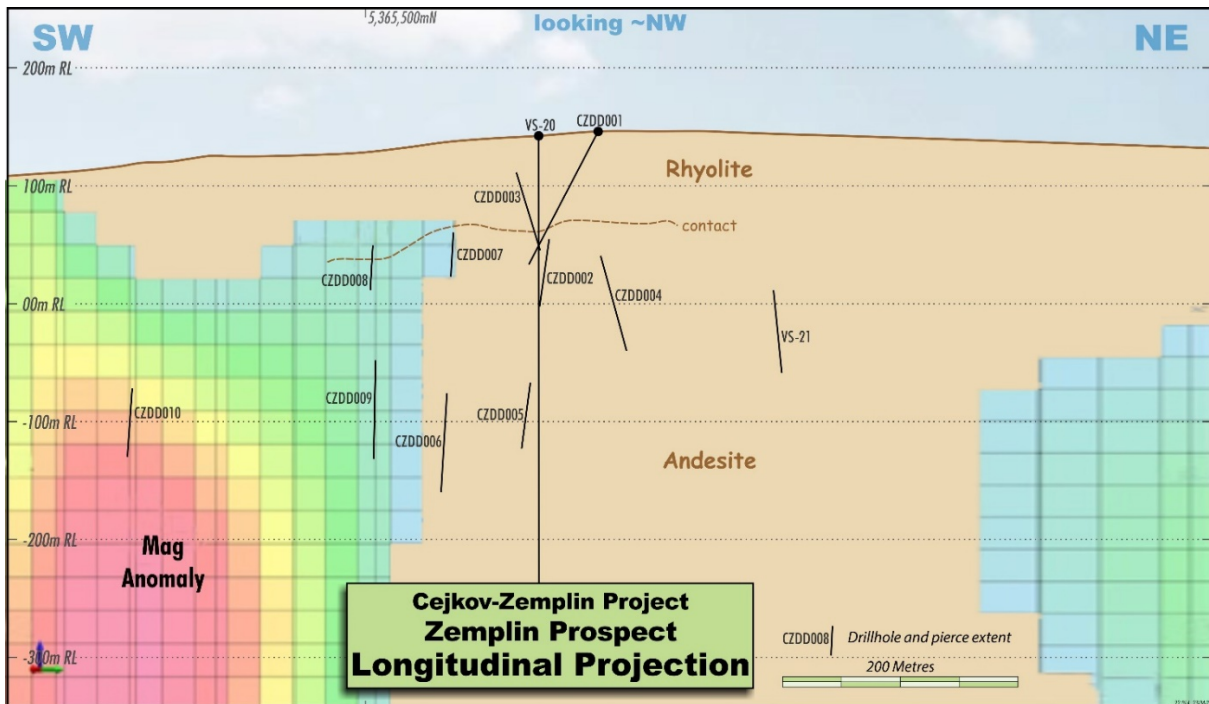 5,365,500mN
SW
looking ~NW
NE
200m RL
VS-20
CZDD001
Rhyolite
100m RL
CZDD003
contact
CZDD007
CZDD008
CZDD002
CZDD004
00m RL
VS-21
CZDD010
CZDD009
CZDD005
-100m RL
CZDD006
Andesite
-200m RL
Mag
Anomaly
Cejkov-Zemplin Project
Zemplin Prospect
Longitudinal Projection
CZDD008
Drillhole and pierce extent
-300m RL
200 Metres